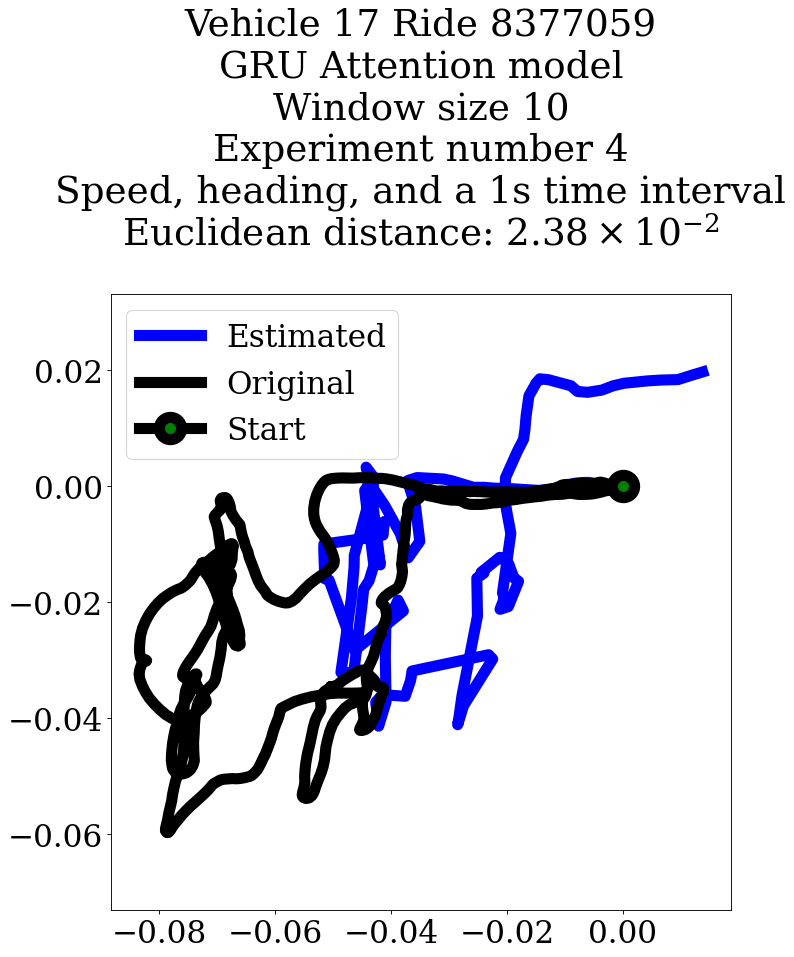 Vehicle 17 Ride 8377059
GRU Attention model
Window size 10
Experiment number 4
Speed, heading, and a 1s time interval
Euclidean distance: 2.38 × 10⁻²
Estimated
Original
Start
0.02
0.00
−0.02
−0.04
−0.06
−0.08 −0.06 −0.04 −0.02 0.00